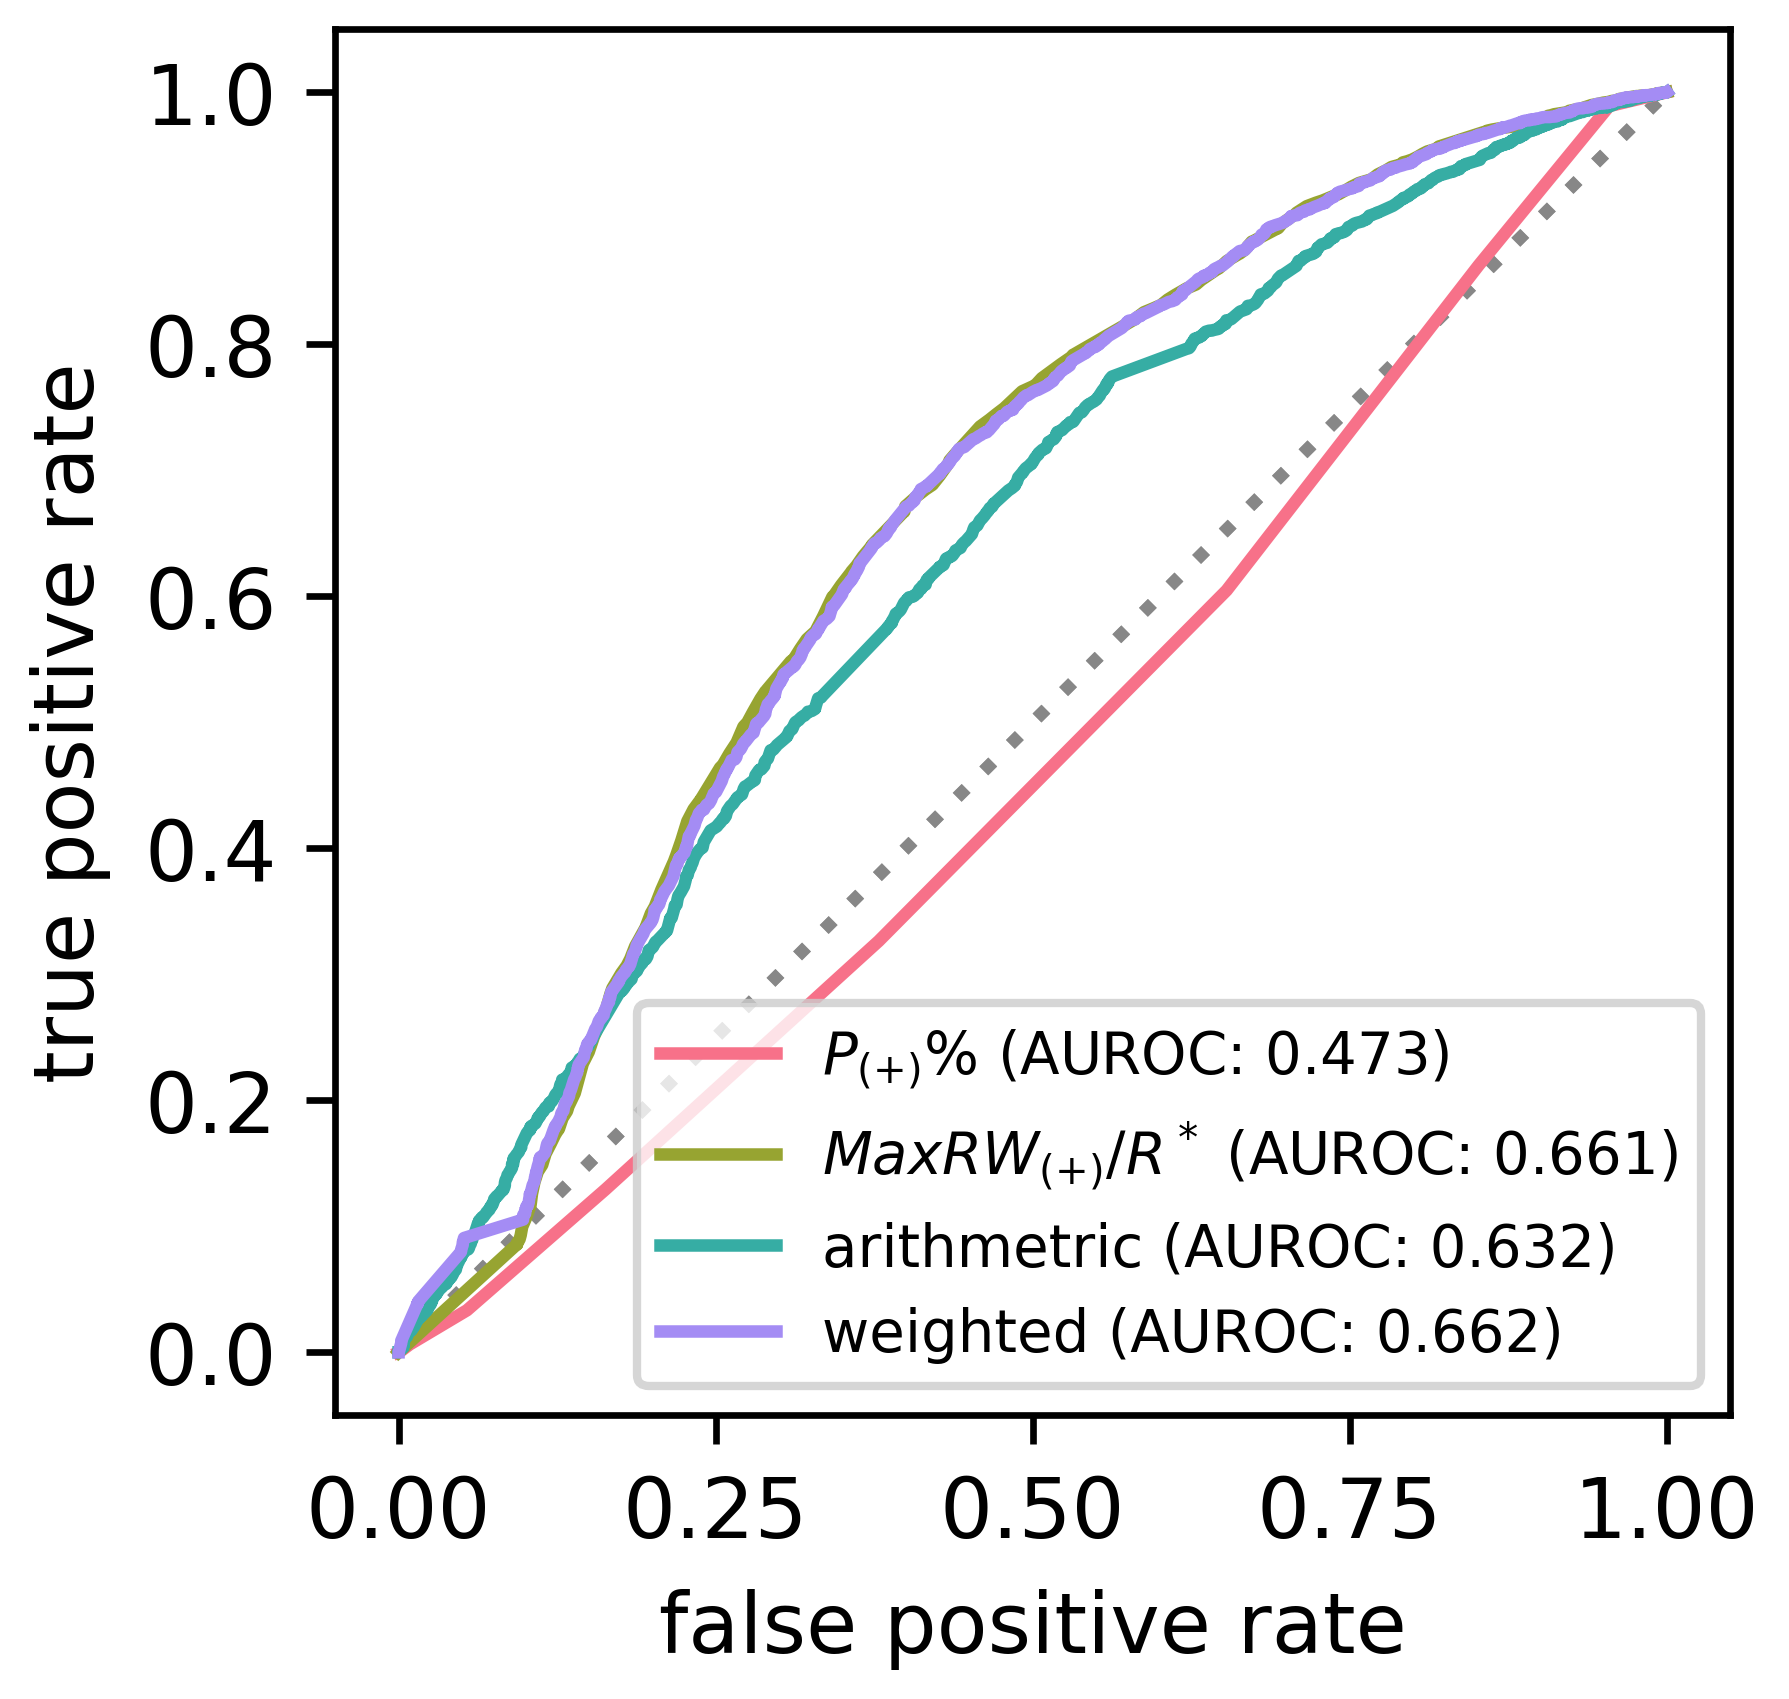 1.0
0.8
0.6
0.4
0.2
0.0
true positive rate
P(+)% (AUROC: 0.473)
MaxRW(+)/R* (AUROC: 0.661)
arithmetric (AUROC: 0.632)
weighted (AUROC: 0.662)
0.00 0.25 0.50 0.75 1.00
false positive rate